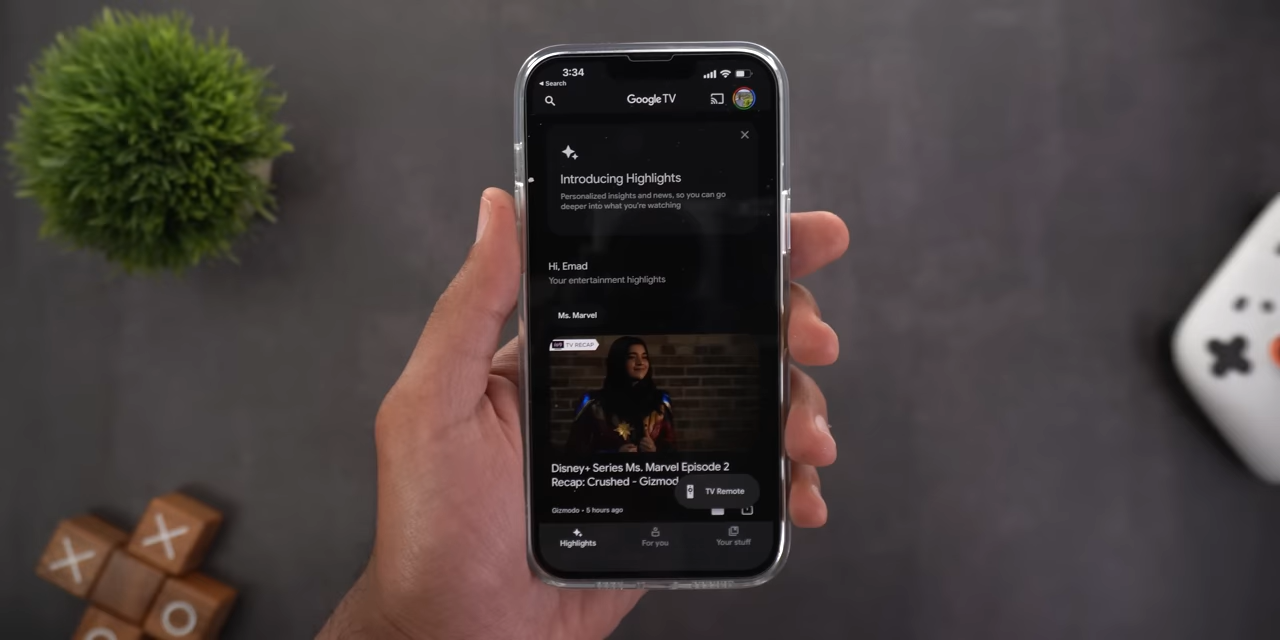 3:34
Search
Google TV
Introducing Highlights
Personalized insights and news, so you can go
deeper into what you're watching
Hi, Emad
Your entertainment highlights
Ms. Marvel
TV RECAP
Disney+ Series Ms. Marvel Episode 2
Recap: Crushed - Gizmod
TV Remote
Gizmodo • 5 hours ago
Highlights
For you
Your stuff
X
X
O
O